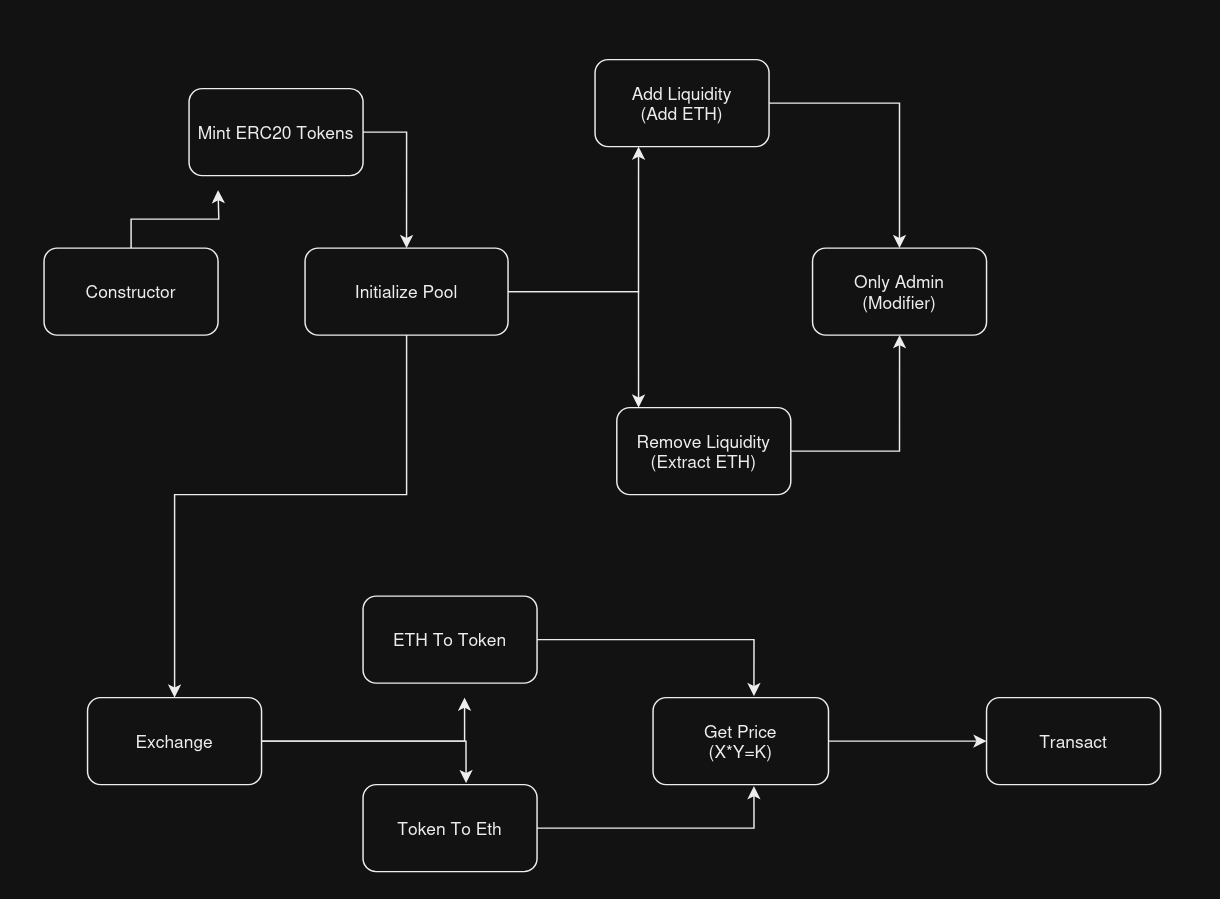 Add Liquidity
(Add ETH)
Mint ERC20 Tokens
Constructor
Initialize Pool
Only Admin
(Modifier)
Remove Liquidity
(Extract ETH)
ETH To Token
Exchange
Get Price
(X*Y=K)
Transact
Token To Eth